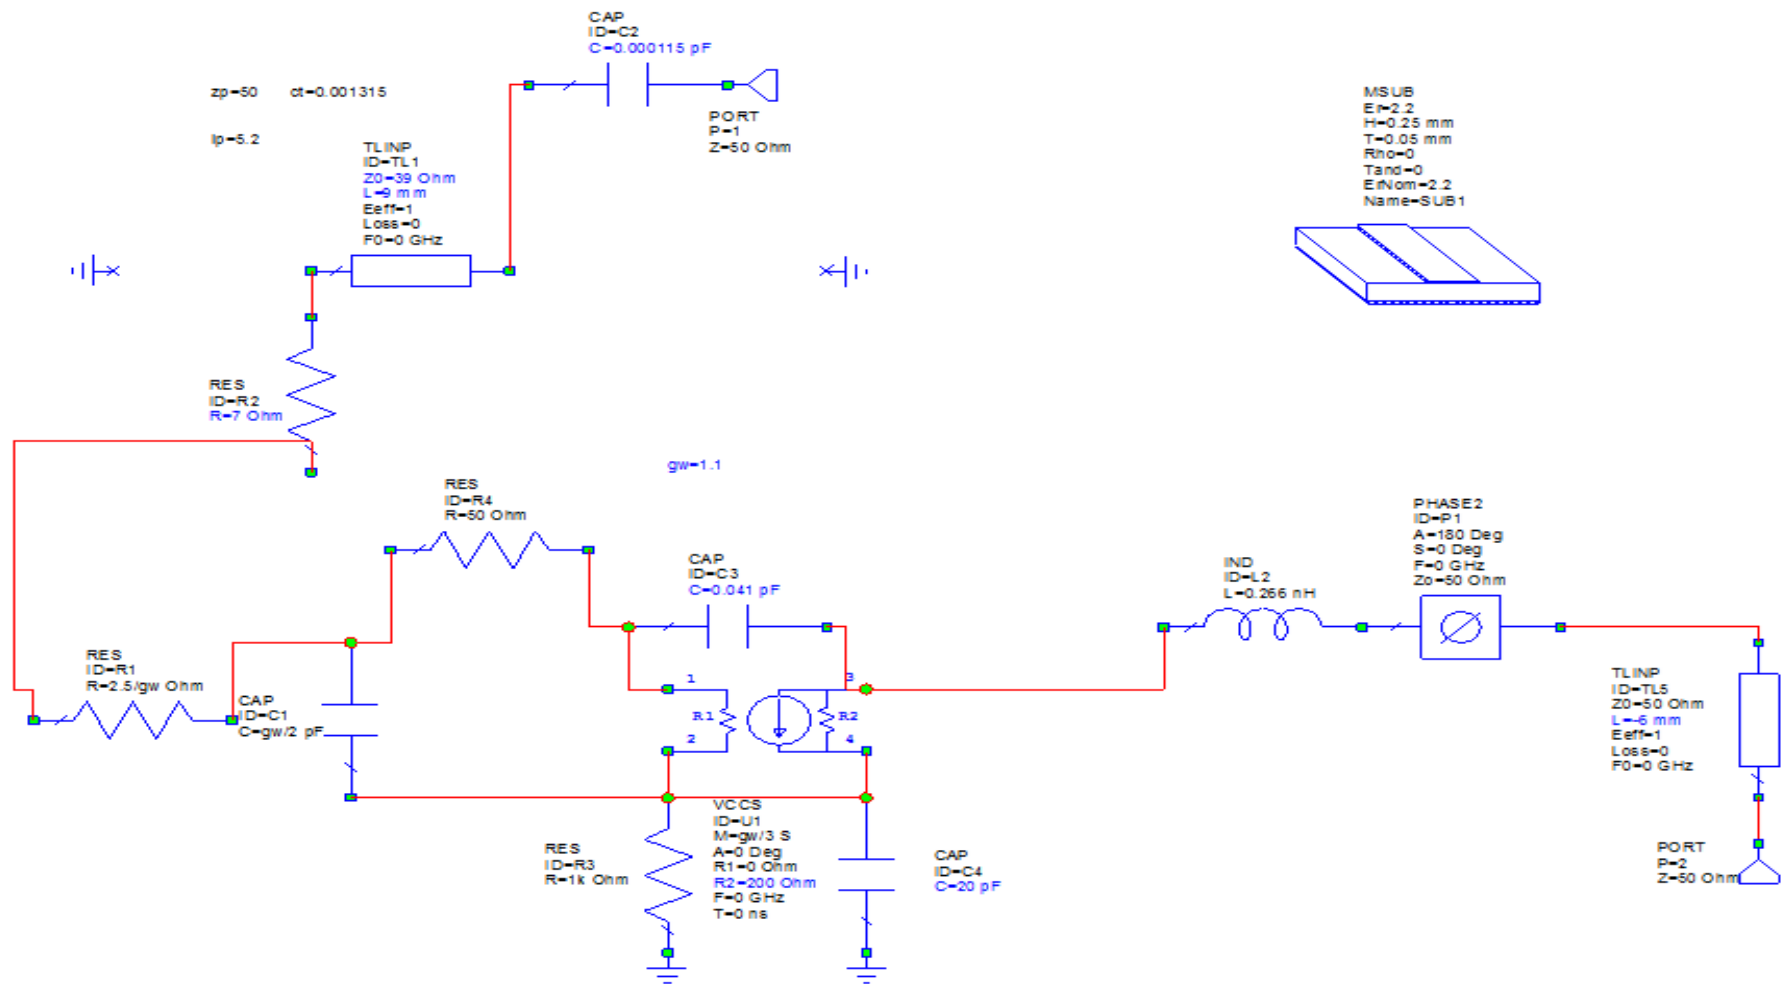 CAP
ID=C2
C=0.000115 pF
zp=50
ct=0.001315
lp=5.2
PORT
P=1
Z=50 Ohm
MSUB
Er=2.2
H=0.25 mm
T=0.05 mm
Rho=0
Tand=0
ErNom=2.2
Name=SUB1
TLINP
ID=TL1
Z0=39 Ohm
L=9 mm
Eeff=1
Loss=0
F0=0 GHz
RES
ID=R2
R=7 Ohm
gw=1.1
RES
ID=R4
R=50 Ohm
CAP
ID=C3
C=0.041 pF
IND
ID=L2
L=0.266 nH
PHASE2
ID=P1
A=180 Deg
S=0 Deg
F=0 GHz
Zo=50 Ohm
RES
ID=R1
R=2.5/gw Ohm
CAP
ID=C1
C=gw/2 pF
1
3
R1
R2
2
4
TLINP
ID=TL5
Z0=50 Ohm
L=-6 mm
Eeff=1
Loss=0
F0=0 GHz
VCCS
ID=U1
M=gw/3 S
A=0 Deg
R1=0 Ohm
R2=200 Ohm
F=0 GHz
T=0 ns
RES
ID=R3
R=1k Ohm
CAP
ID=C4
C=20 pF
PORT
P=2
Z=50 Ohm